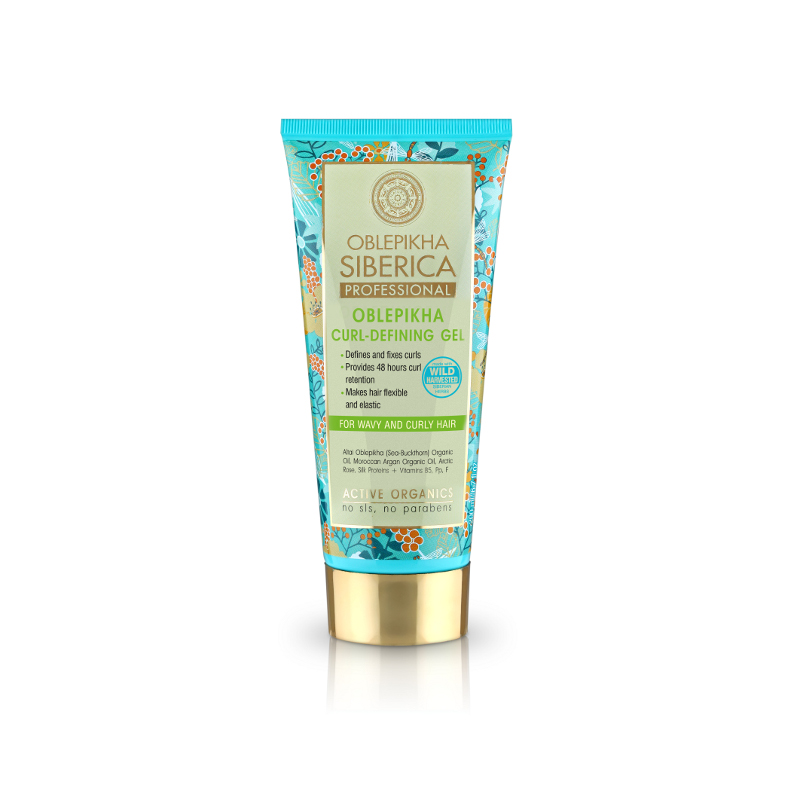 OBLEPIKHA
SIBERICA
PROFESSIONAL
OBLEPIKHA
CURL-DEFINING GEL
• Defines and fixes curls
• Provides 48 hours curl
retention
• Makes hair flexible
and elastic
WILD
HARVESTED
FOR WAVY AND CURLY HAIR
Altai Oblepikha (Sea-Buckthorn) Organic
Oil, Moroccan Argan Organic Oil, Arctic
Rose, Silk Proteins + Vitamins B5, Pp, F
ACTIVE ORGANICS
no sls, no parabens